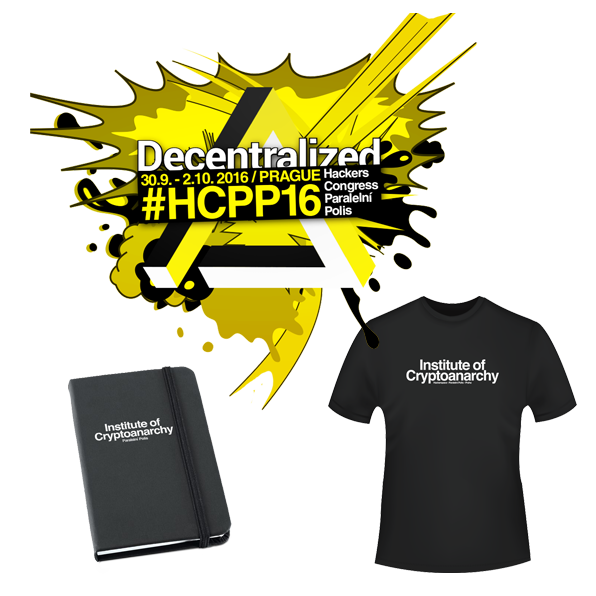 Decentralized
30.9. - 2.10. 2016 / PRAGUE
#HCPP16
Hackers
Congress
Paralelní
Polis
Institute of
Cryptoanarchy
Paralelní Polis
Institute of
Cryptoanarchy